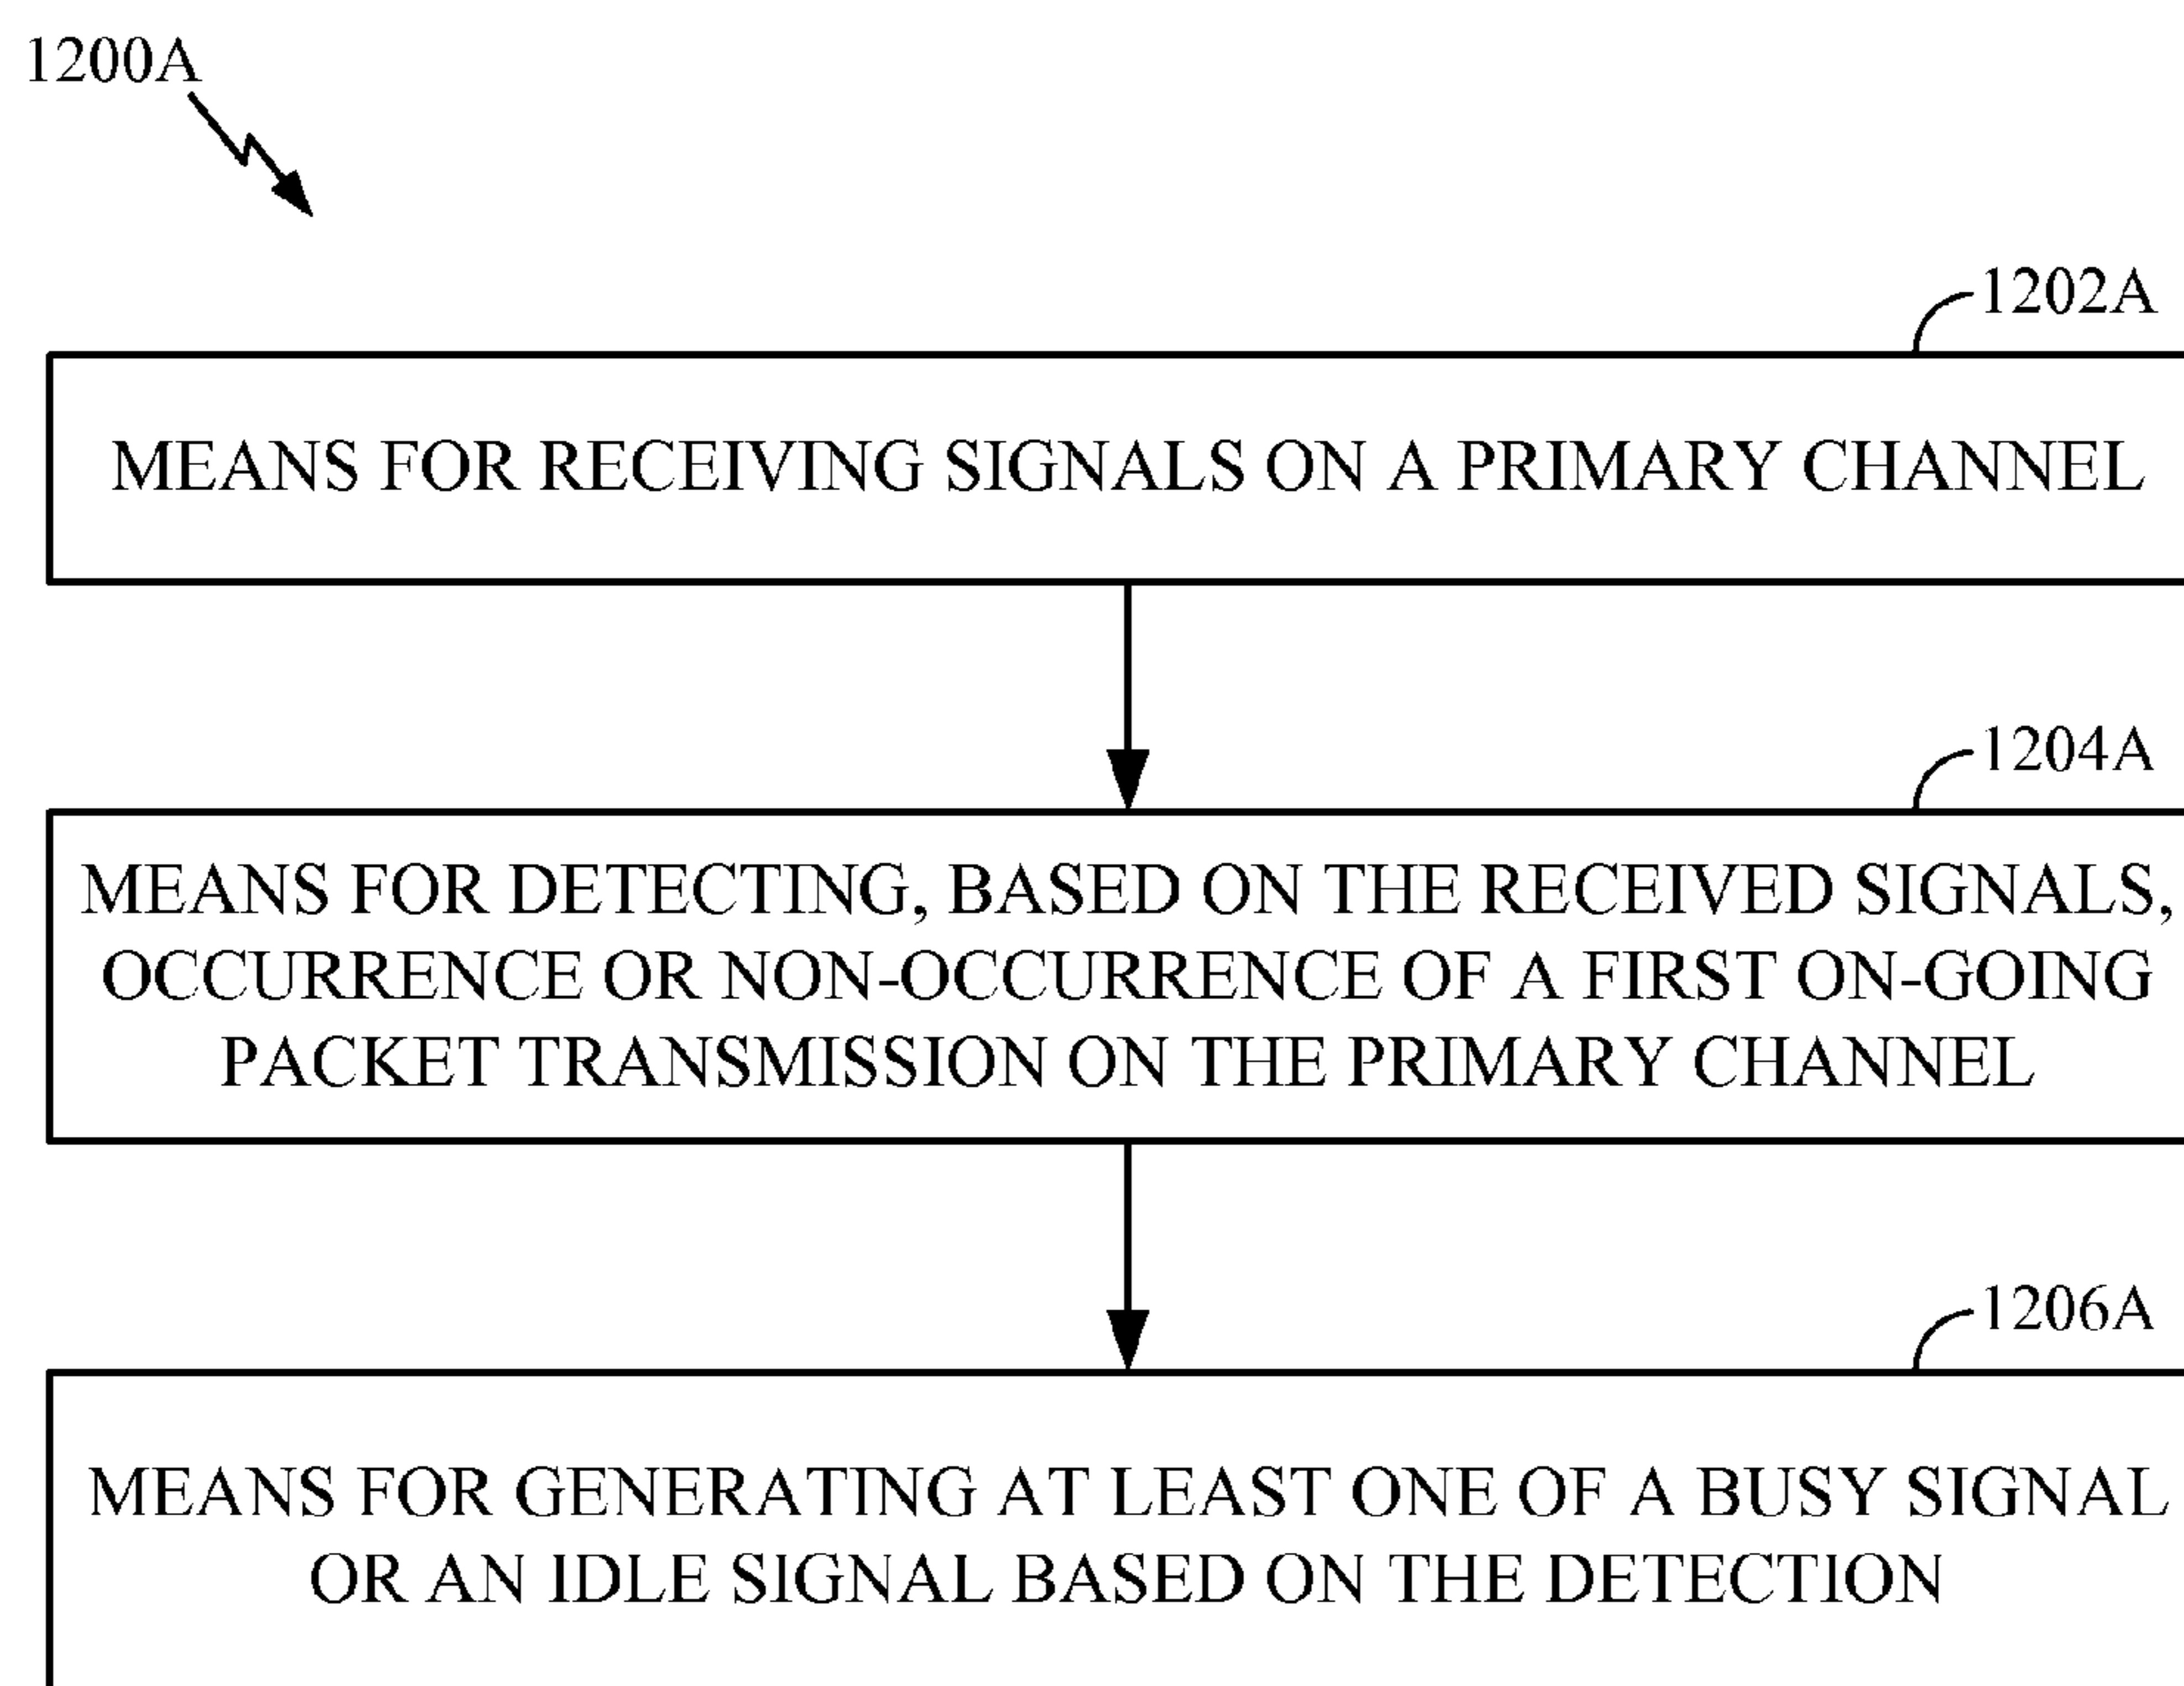 1200A
1202A
MEANS FOR RECEIVING SIGNALS ON A PRIMARY CHANNEL
1204A
MEANS FOR DETECTING, BASED ON THE RECEIVED SIGNALS,
OCCURRENCE OR NON-OCCURRENCE OF A FIRST ON-GOING
PACKET TRANSMISSION ON THE PRIMARY CHANNEL
1206A
MEANS FOR GENERATING AT LEAST ONE OF A BUSY SIGNAL
OR AN IDLE SIGNAL BASED ON THE DETECTION